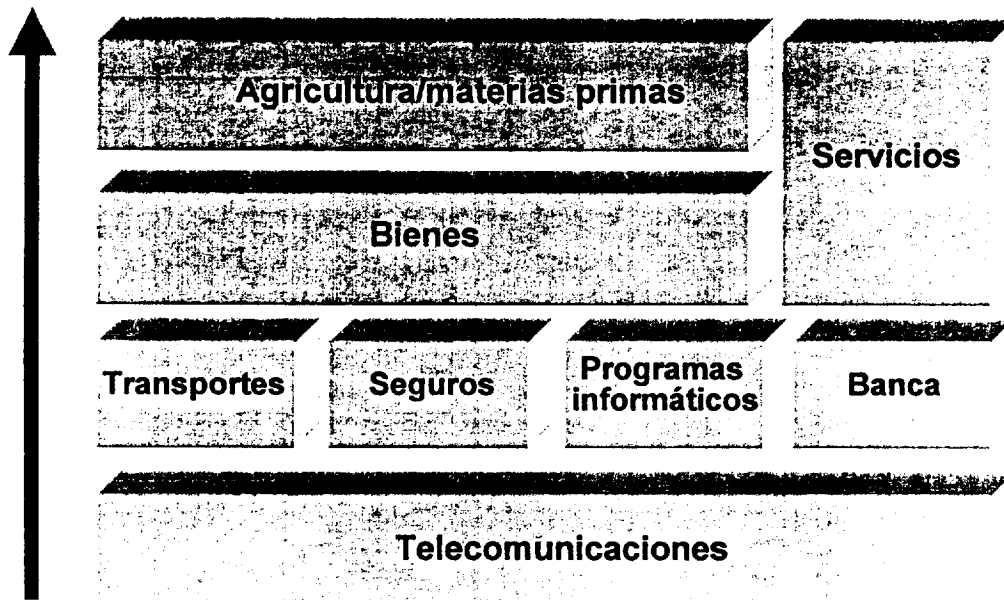 Agricultura/materias primas
Servicios
Bienes
Transportes
Seguros
Programas
informáticos
Banca
Telecomunicaciones